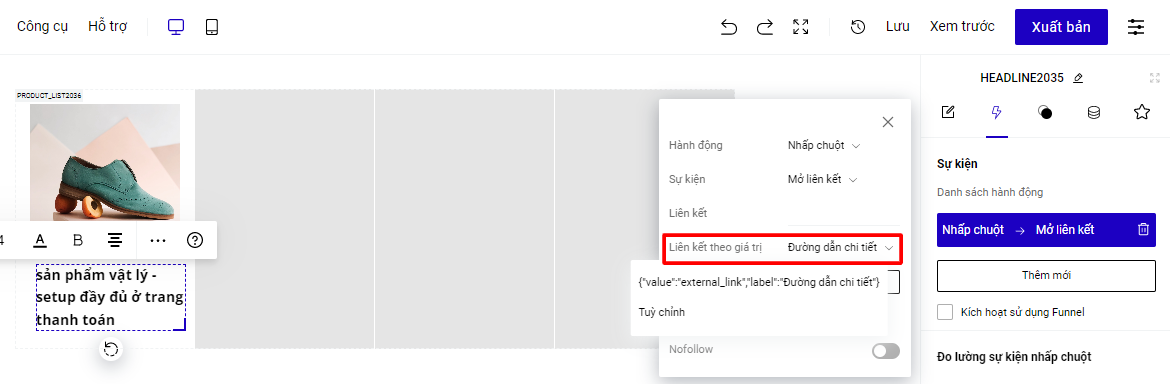 Công cụ Hỗ trợ Lưu Xem trước Xuất bản
PRODUCT_LIST2036
4 B
sản phẩm vật lý -
setup đầy đủ ở trang
thanh toán
Hành động Nhấp chuột
Sự kiện Mở liên kết
Liên kết
Liên kết theo giá trị Đường dẫn chi tiết
{"value":"external_link","label":"Đường dẫn chi tiết"}
Tuỳ chỉnh
Nofollow
HEADLINE2035
Sự kiện
Danh sách hành động
Nhấp chuột → Mở liên kết
Thêm mới
Kích hoạt sử dụng Funnel
Đo lường sự kiện nhấp chuột